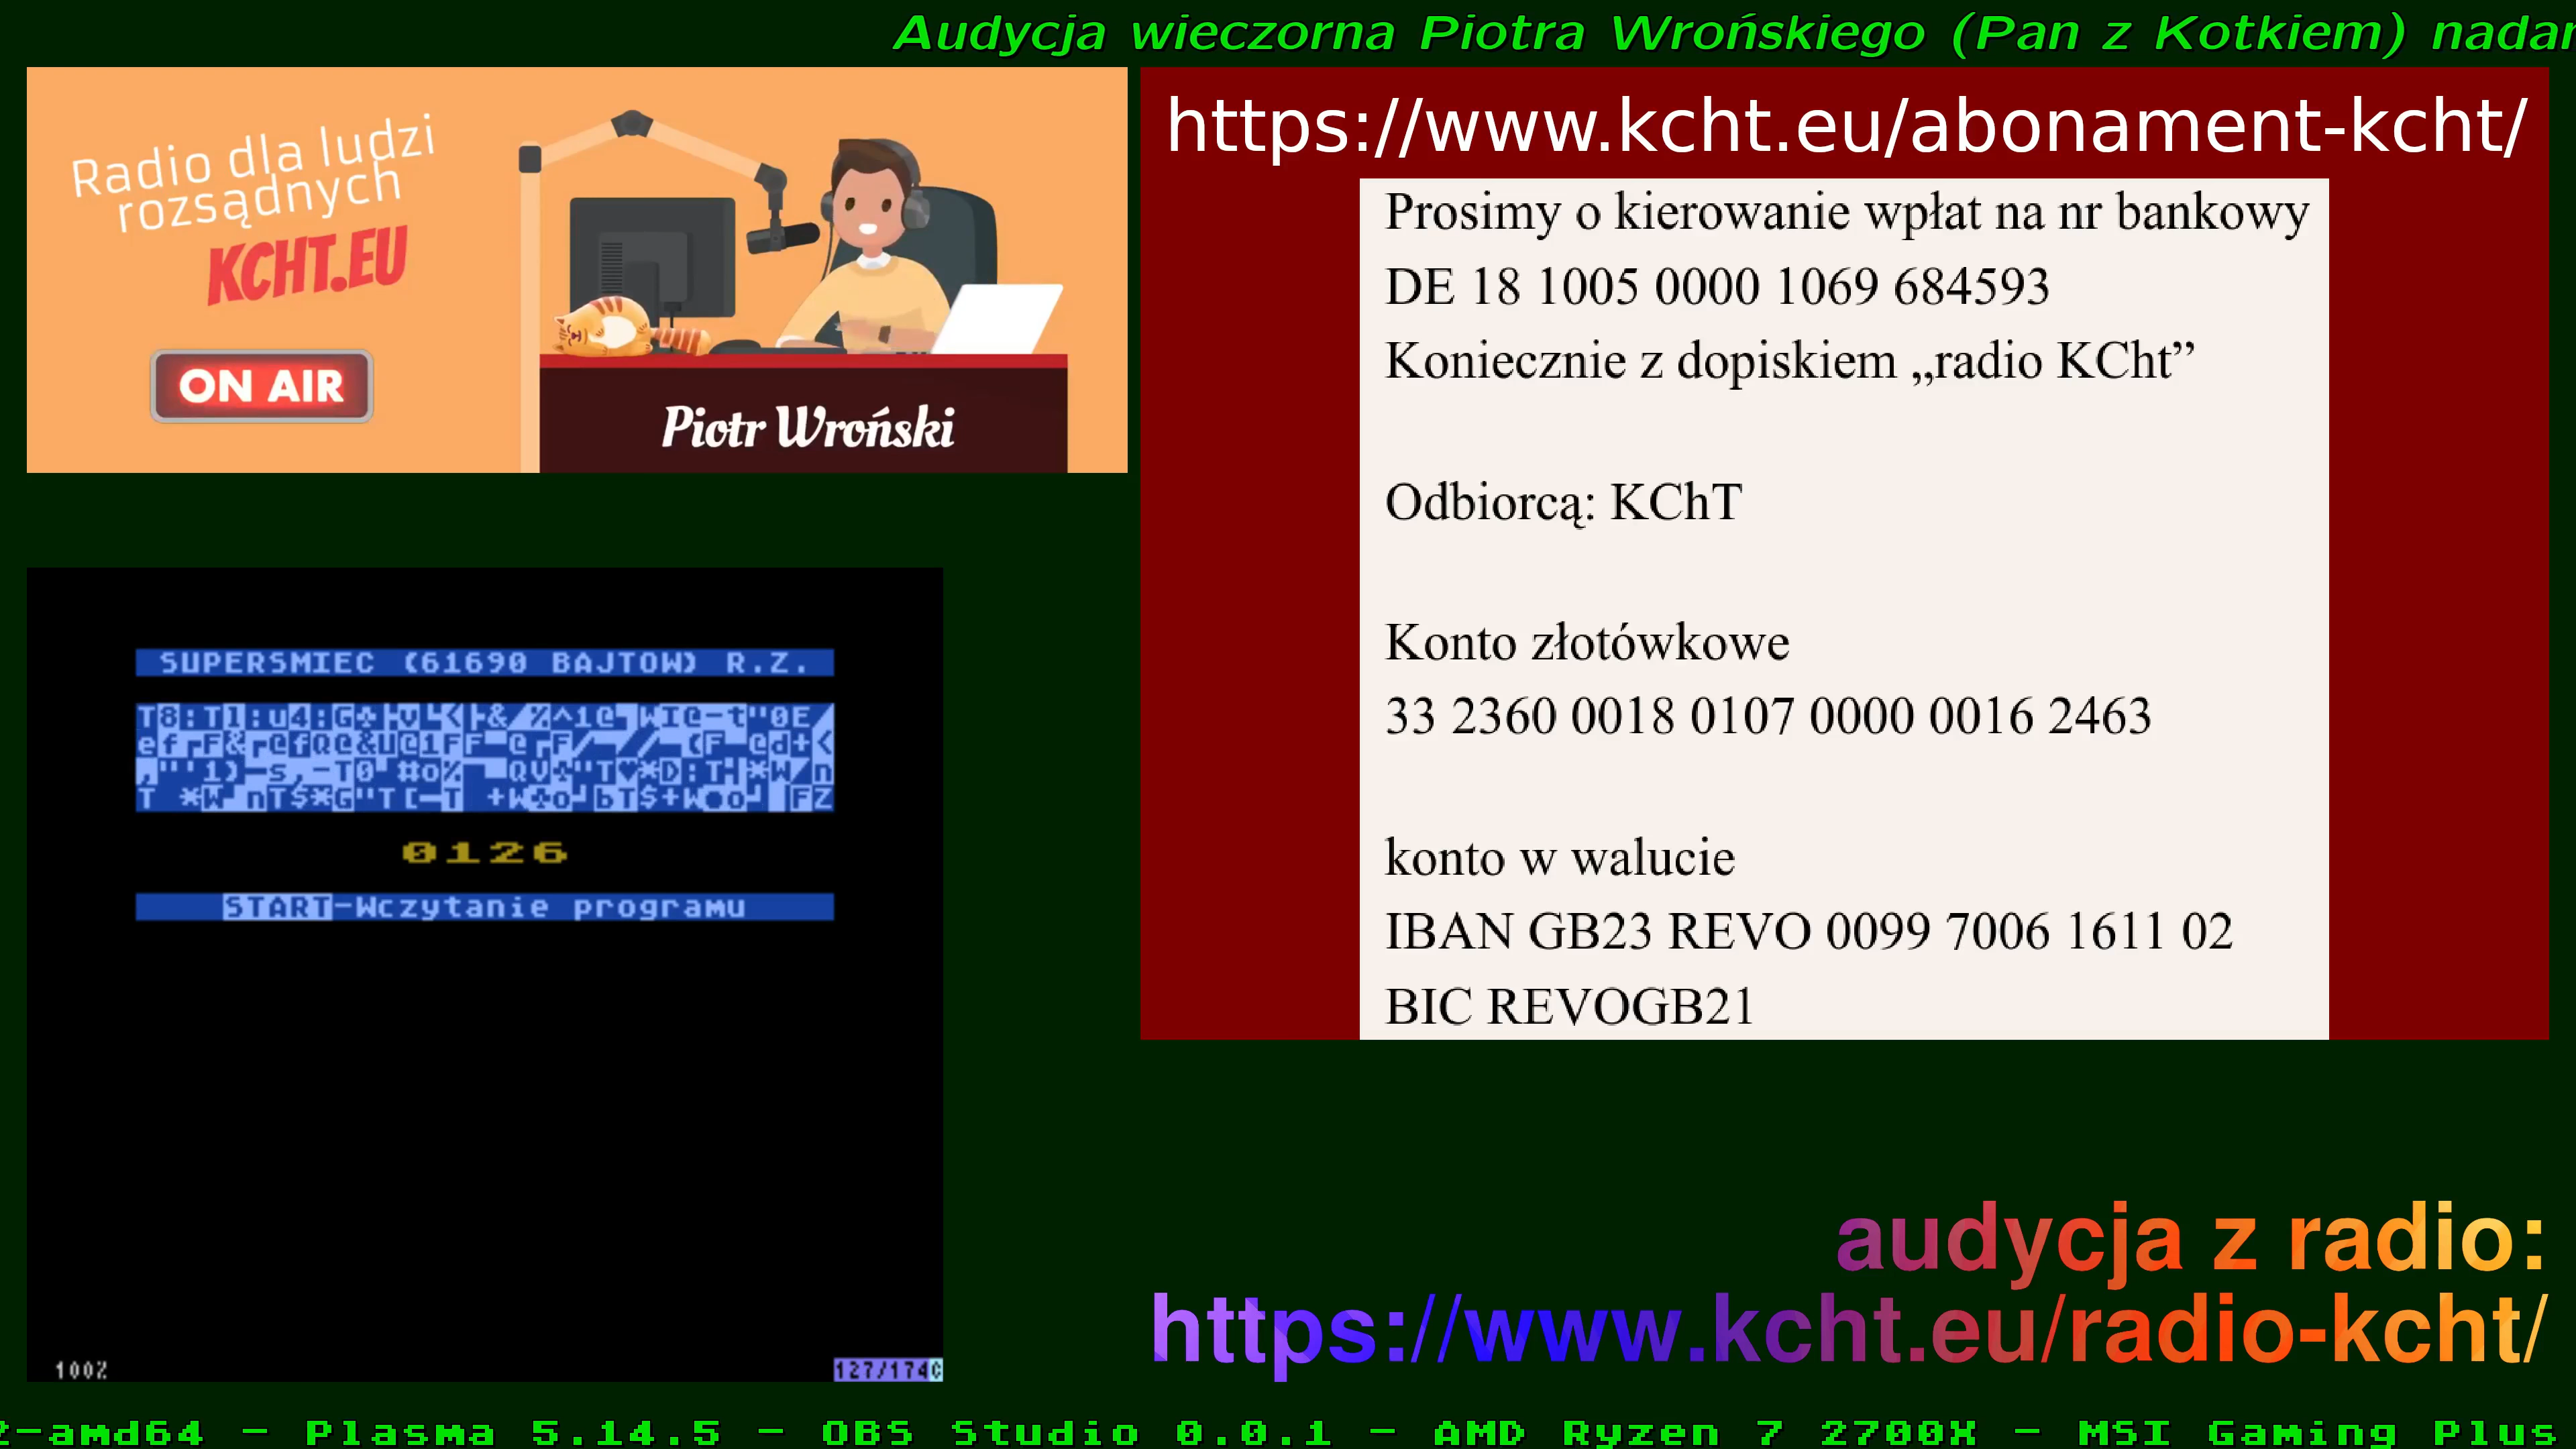 Audycja wieczorna Piotra Wrońskiego (Pan z Kotkiem) nadan
Radio dla ludzi
rozsądnych
KCHT.EU
ON AIR
Piotr Wroński
https://www.kcht.eu/abonament-kcht/
Prosimy o kierowanie wpłat na nr bankowy
DE 18 1005 0000 1069 684593
Koniecznie z dopiskiem „radio KCht”
Odbiorcą: KChT
Konto złotówkowe
33 2360 0018 0107 0000 0016 2463
konto w walucie
IBAN GB23 REVO 0099 7006 1611 02
BIC REVOGB21
SUPERSMIEC (61690 BAJTOW) R.Z.
0126
START-Wczytanie programu
100%
127/174C
audycja z radio:
https://www.kcht.eu/radio-kcht/
-amd64 - Plasma 5.14.5 - OBS Studio 0.0.1 - AMD Ryzen 7 2700X - MSI Gaming Plus